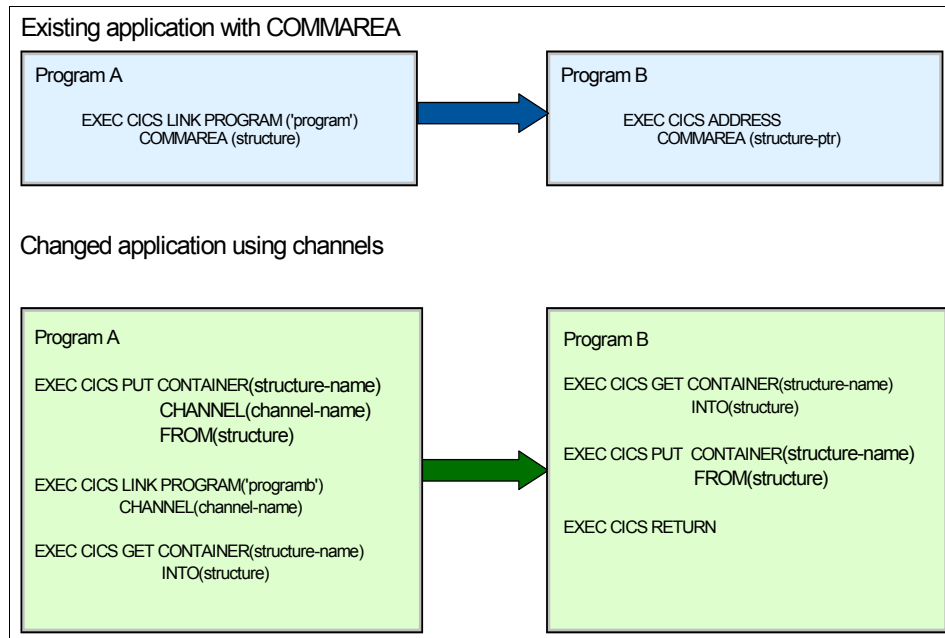 Existing application with COMMAREA
Program A
EXEC CICS LINK PROGRAM ('program')
COMMAREA (structure)
Program B
EXEC CICS ADDRESS
COMMAREA (structure-ptr)
Changed application using channels
Program A
EXEC CICS PUT CONTAINER(structure-name)
CHANNEL(channel-name)
FROM(structure)
EXEC CICS LINK PROGRAM('programb')
CHANNEL(channel-name)
EXEC CICS GET CONTAINER(structure-name)
INTO(structure)
Program B
EXEC CICS GET CONTAINER(structure-name)
INTO(structure)
EXEC CICS PUT CONTAINER(structure-name)
FROM(structure)
EXEC CICS RETURN